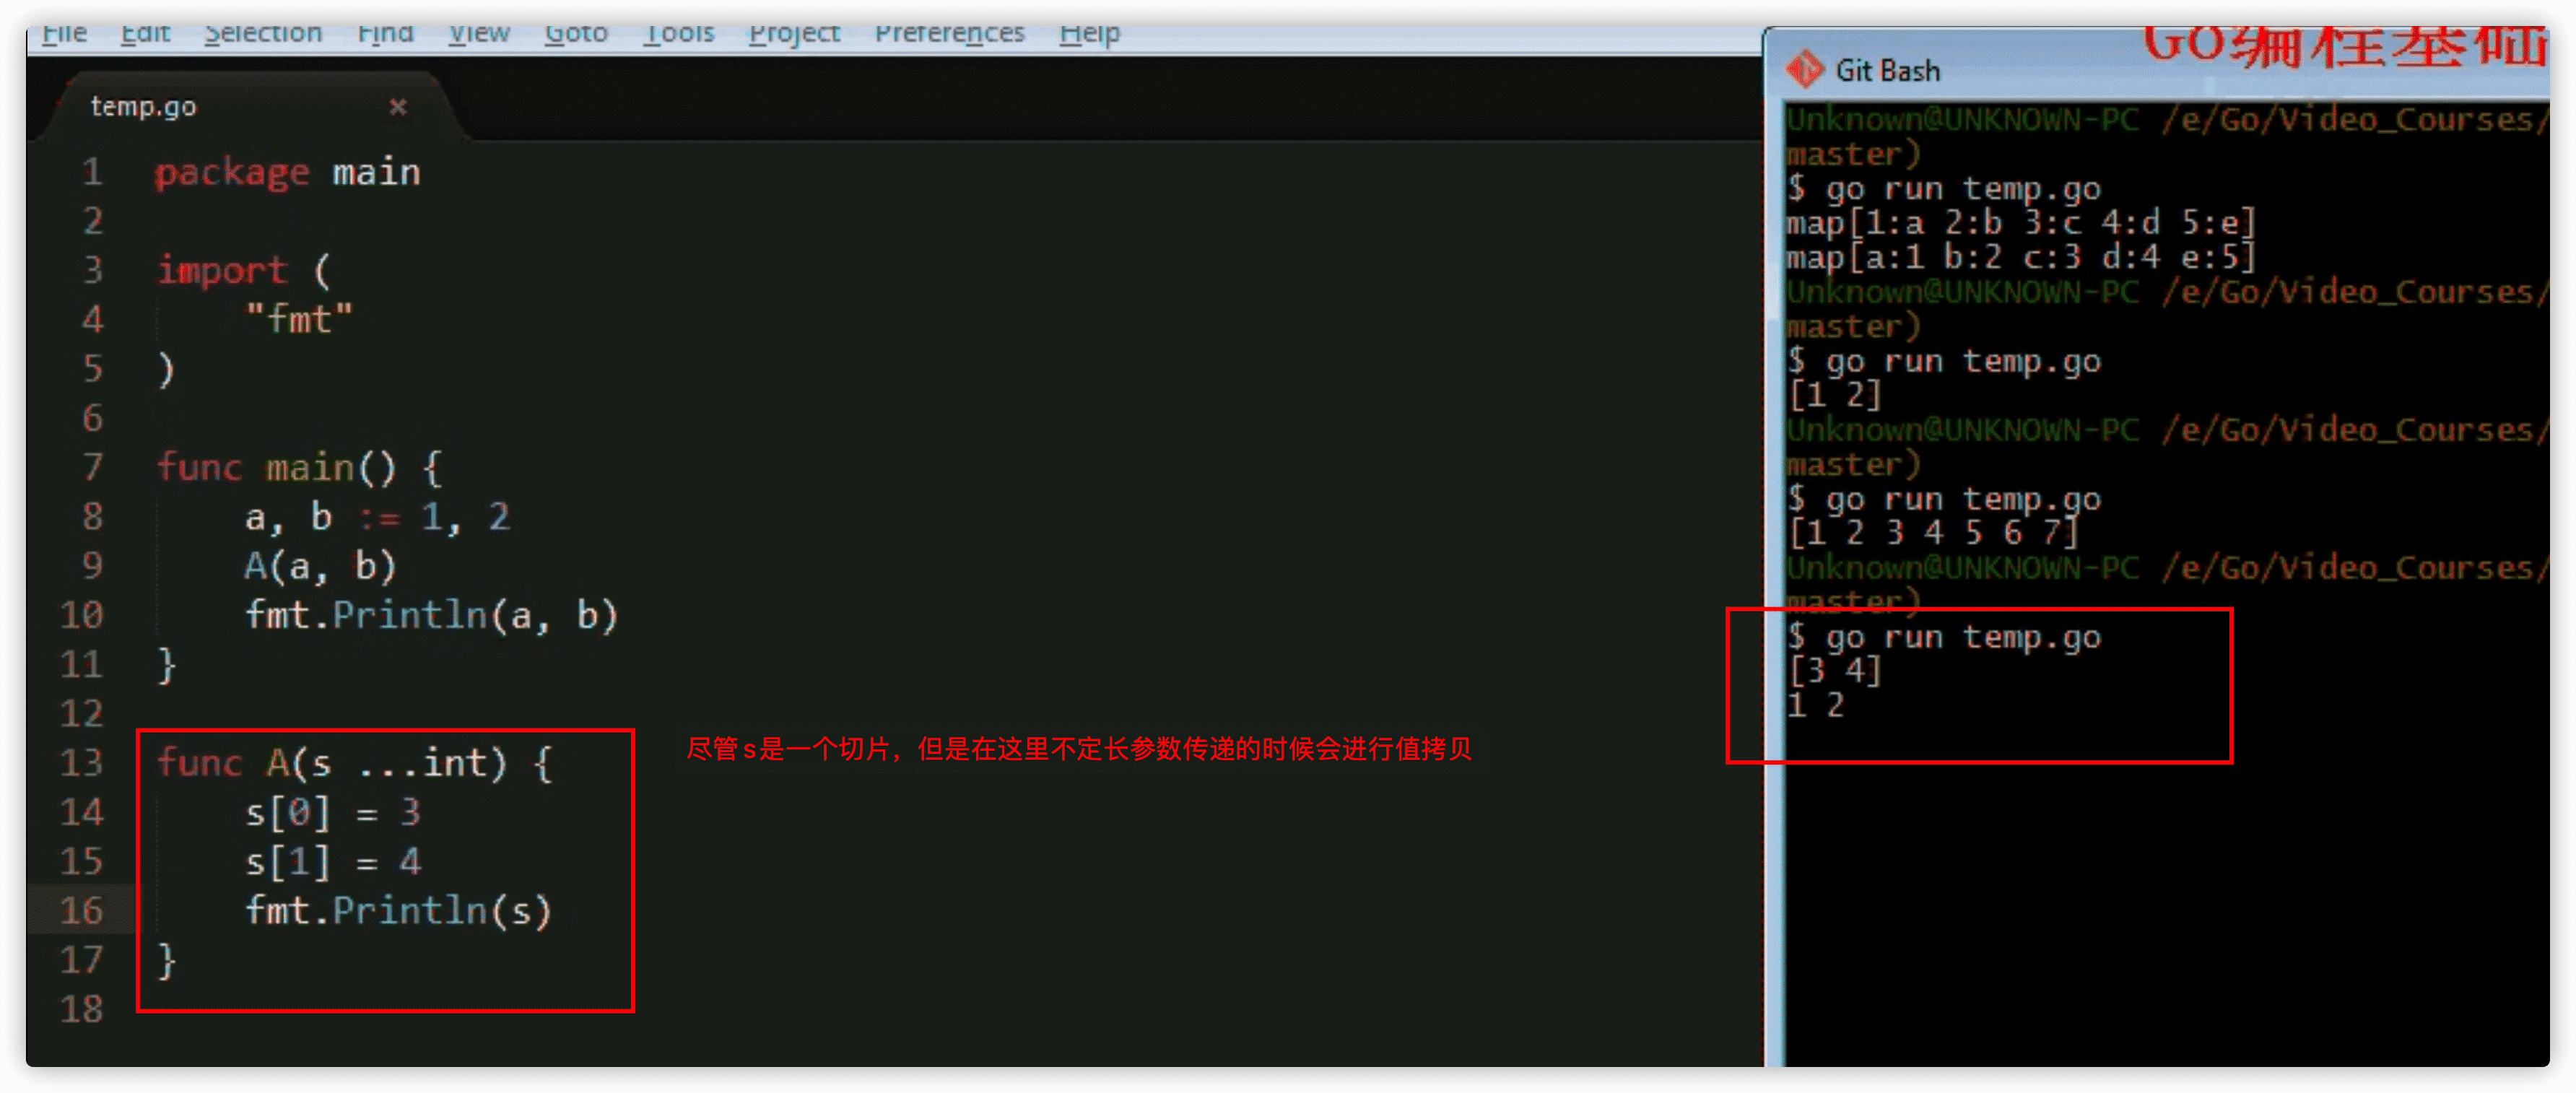 File Edit Selection Find View Goto Tools Project Preferences Help
temp.go ×
1 package main
2
3 import (
4 "fmt"
5 )
6
7 func main() {
8 a, b := 1, 2
9 A(a, b)
10 fmt.Println(a, b)
11 }
12
13 func A(s ...int) {
14 s[0] = 3
15 s[1] = 4
16 fmt.Println(s)
17 }
18
尽管s是一个切片，但是在这里不定长参数传递的时候会进行值拷贝
GO编程基础
Git Bash
Unknown@UNKNOWN-PC /e/Go/Video_Courses/
master)
$ go run temp.go
map[1:a 2:b 3:c 4:d 5:e]
map[a:1 b:2 c:3 d:4 e:5]
Unknown@UNKNOWN-PC /e/Go/Video_Courses/
master)
$ go run temp.go
[1 2]
Unknown@UNKNOWN-PC /e/Go/Video_Courses/
master)
$ go run temp.go
[1 2 3 4 5 6 7]
Unknown@UNKNOWN-PC /e/Go/Video_Courses/
master)
$ go run temp.go
[3 4]
1 2